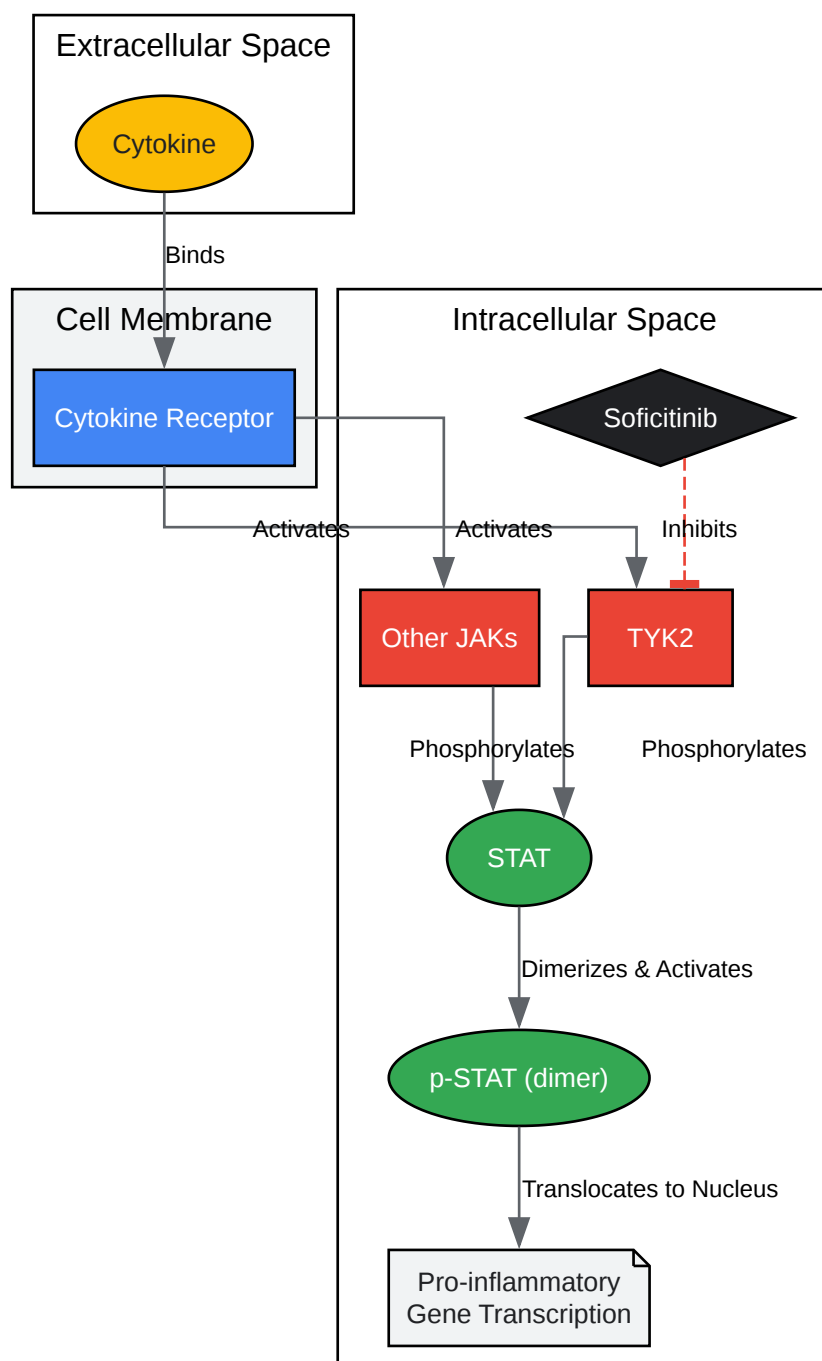 Extracellular Space
Cytokine
Binds
Cell Membrane
Intracellular Space
Cytokine Receptor
Soficitinib
Activates
Activates
Inhibits
Other JAKs
TYK2
Phosphorylates
Phosphorylates
STAT
Dimerizes & Activates
p-STAT (dimer)
Translocates to Nucleus
Pro-inflammatory
Gene Transcription